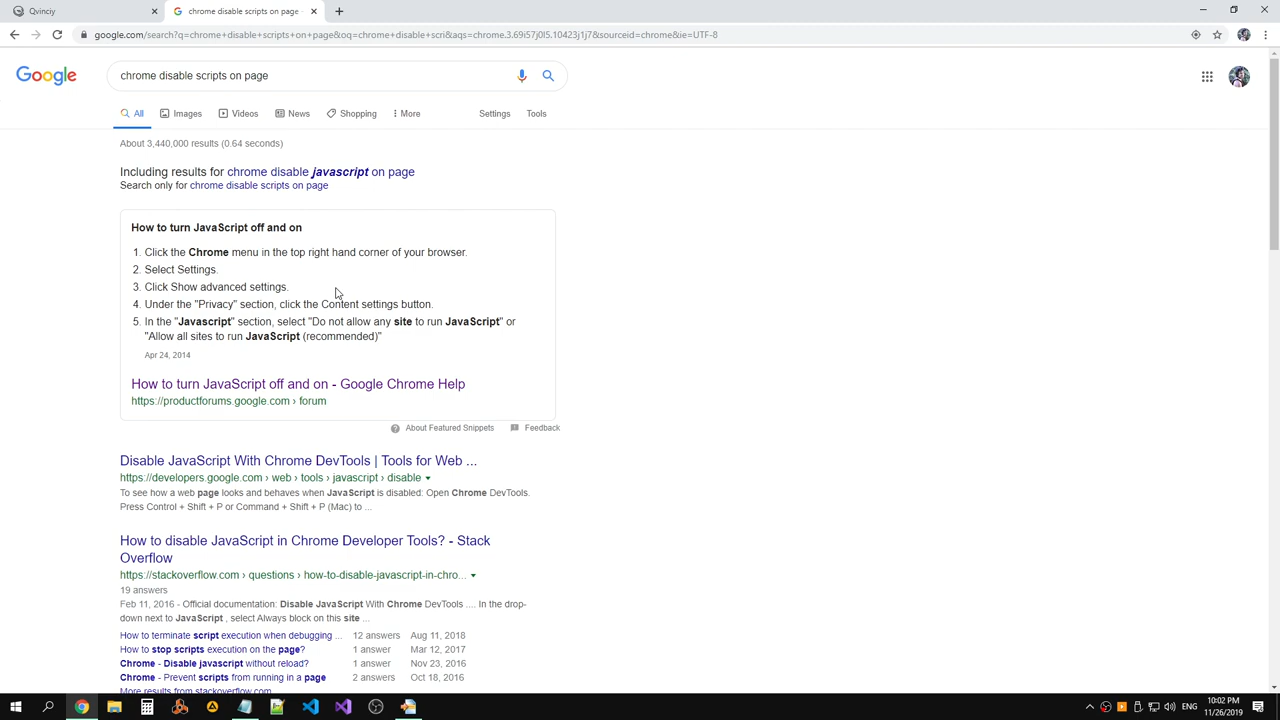 Qvinciy
chrome disable scripts on page
google.com/search?q=chrome+disable+scripts+on+page&oq=chrome+disable+scri&aqs=chrome.3.69i57j0l5.10423j1j7&sourceid=chrome&ie=UTF-8
Google
chrome disable scripts on page
All Images Videos News Shopping More Settings Tools
About 3,440,000 results (0.64 seconds)
Including results for chrome disable javascript on page
Search only for chrome disable scripts on page
How to turn JavaScript off and on
1. Click the Chrome menu in the top right hand corner of your browser.
2. Select Settings.
3. Click Show advanced settings.
4. Under the "Privacy" section, click the Content settings button.
5. In the "Javascript" section, select "Do not allow any site to run JavaScript" or
"Allow all sites to run JavaScript (recommended)"
Apr 24, 2014
How to turn JavaScript off and on - Google Chrome Help
https://productforums.google.com › forum
About Featured Snippets Feedback
Disable JavaScript With Chrome DevTools | Tools for Web ...
https://developers.google.com › web › tools › javascript › disable
To see how a web page looks and behaves when JavaScript is disabled: Open Chrome DevTools.
Press Control + Shift + P or Command + Shift + P (Mac) to ...
How to disable JavaScript in Chrome Developer Tools? - Stack
Overflow
https://stackoverflow.com › questions › how-to-disable-javascript-in-chro...
19 answers
Feb 11, 2016 - Official documentation: Disable JavaScript With Chrome DevTools .... In the drop-
down next to JavaScript , select Always block on this site ...
How to terminate script execution when debugging ... 12 answers Aug 11, 2018
How to stop scripts execution on the page? 1 answer Mar 12, 2017
Chrome - Disable javascript without reload? 1 answer Nov 23, 2016
Chrome - Prevent scripts from running in a page 2 answers Oct 18, 2016
More results from stackoverflow.com
ENG
10:02 PM
11/26/2019